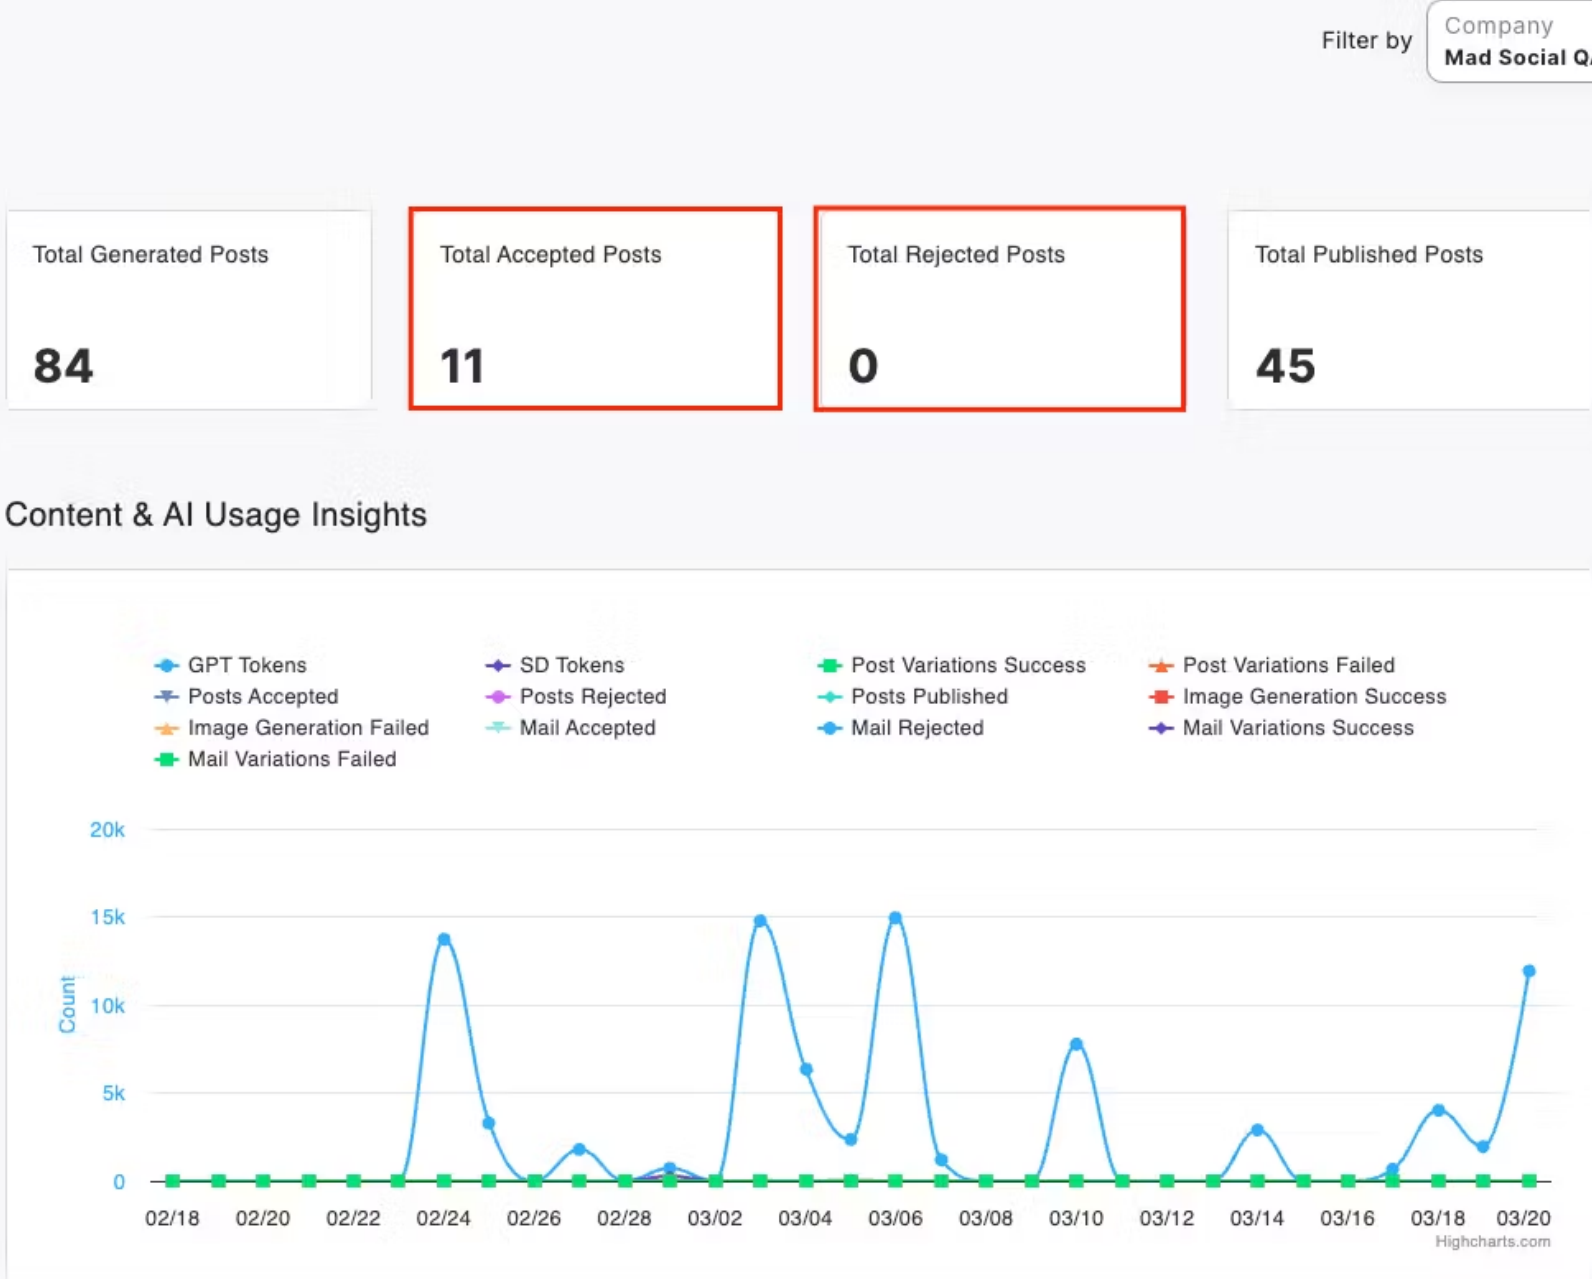 Filter by
Company
Mad Social
Total Generated Posts
84
Total Accepted Posts
11
Total Rejected Posts
0
Total Published Posts
45
Content & AI Usage Insights
GPT Tokens
SD Tokens
Post Variations Success
Post Variations Failed
Posts Accepted
Posts Rejected
Posts Published
Image Generation Success
Image Generation Failed
Mail Accepted
Mail Rejected
Mail Variations Success
Mail Variations Failed
20k
15k
10k
5k
0
Count
02/18 02/20 02/22 02/24 02/26 02/28 03/02 03/04 03/06 03/08 03/10 03/12 03/14 03/16 03/18 03/20
Highcharts.com